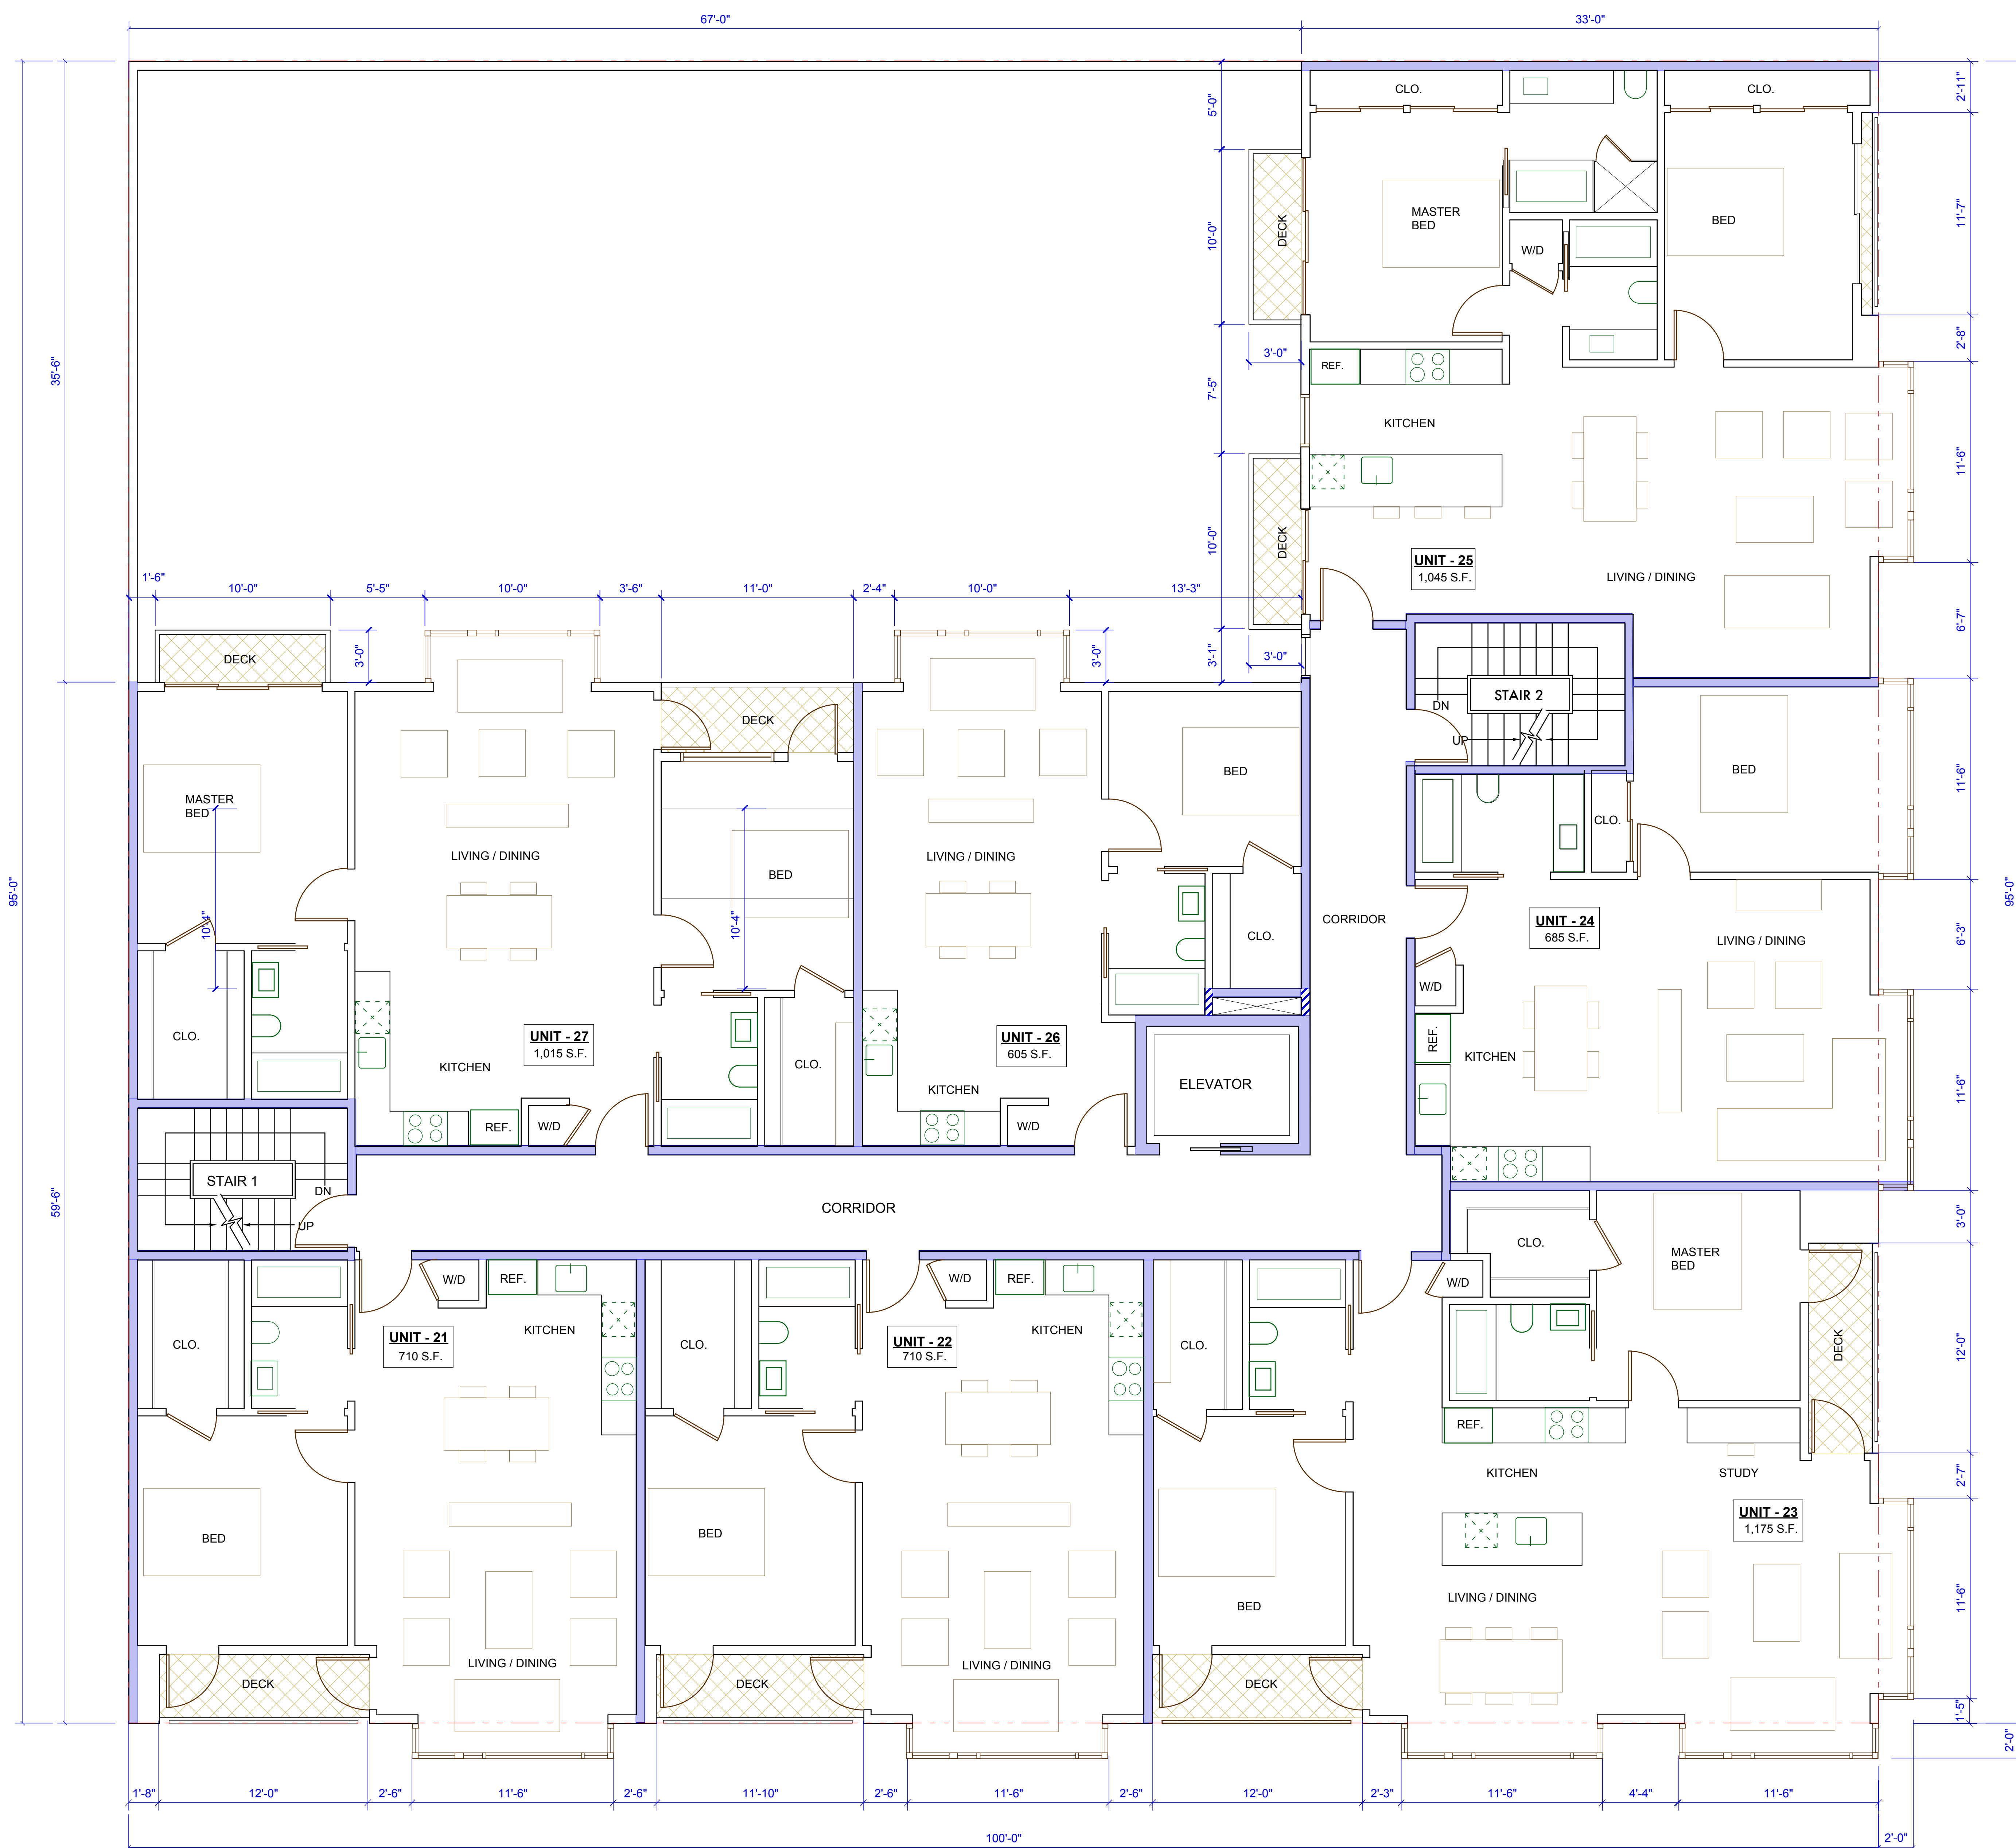 67'-0"
33'-0"
CLO.
CLO.
2'-11"
5'-0"
MASTER
BED
BED
11'-7"
DECK
10'-0"
W/D
2'-8"
3'-0"
REF.
35'-6"
7'-5"
KITCHEN
11'-6"
DECK
10'-0"
UNIT - 25
1,045 S.F.
LIVING / DINING
1'-6"
10'-0"
5'-5"
10'-0"
3'-6"
11'-0"
2'-4"
10'-0"
13'-3"
6'-7"
DECK
3'-0"
3'-0"
3'-1"
3'-0"
STAIR 2
DN
UP
DECK
BED
BED
11'-6"
MASTER
BED
CLO.
LIVING / DINING
LIVING / DINING
BED
95'-0"
95'-0"
10'-4"
10'-4"
CORRIDOR
UNIT - 24
685 S.F.
CLO.
LIVING / DINING
6'-3"
W/D
CLO.
UNIT - 27
1,015 S.F.
UNIT - 26
605 S.F.
REF.
KITCHEN
CLO.
KITCHEN
KITCHEN
ELEVATOR
11'-6"
REF.
W/D
W/D
STAIR 1
DN
UP
59'-6"
CORRIDOR
3'-0"
CLO.
MASTER
BED
W/D
REF.
W/D
REF.
W/D
CLO.
UNIT - 21
710 S.F.
KITCHEN
CLO.
UNIT - 22
710 S.F.
KITCHEN
CLO.
DECK
12'-0"
REF.
KITCHEN
STUDY
2'-7"
UNIT - 23
1,175 S.F.
BED
BED
BED
LIVING / DINING
11'-6"
LIVING / DINING
LIVING / DINING
DECK
DECK
DECK
1'-5"
2'-0"
1'-8"
12'-0"
2'-6"
11'-6"
2'-6"
11'-10"
2'-6"
11'-6"
2'-6"
12'-0"
2'-3"
11'-6"
4'-4"
11'-6"
100'-0"
2'-0"